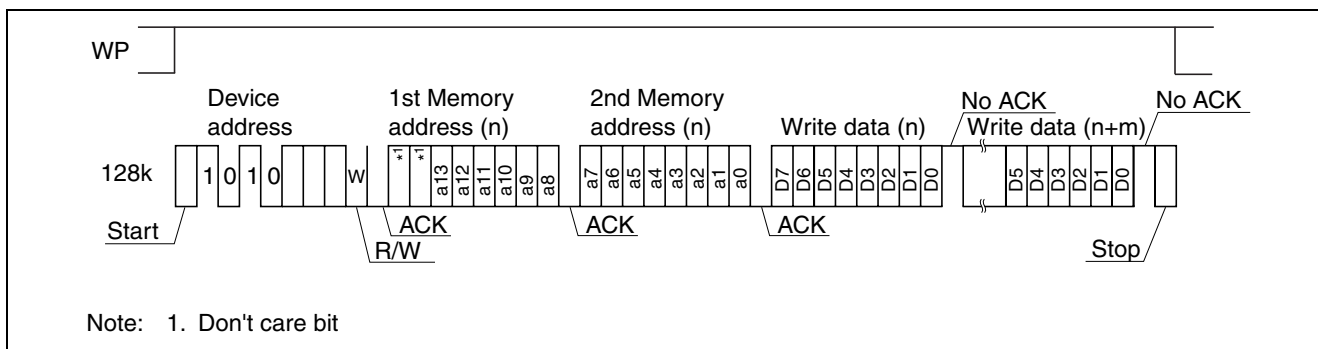 WP
Device address
1st Memory address (n)
2nd Memory address (n)
Write data (n)
No ACK
Write data (n+m)
No ACK
128k
1 0 1 0
W
*1 *1 a13 a12 a11 a10 a9 a8
a7 a6 a5 a4 a3 a2 a1 a0
D7 D6 D5 D4 D3 D2 D1 D0
D5 D4 D3 D2 D1 D0
Start
R/W
ACK
ACK
ACK
Stop
Note: 1. Don't care bit